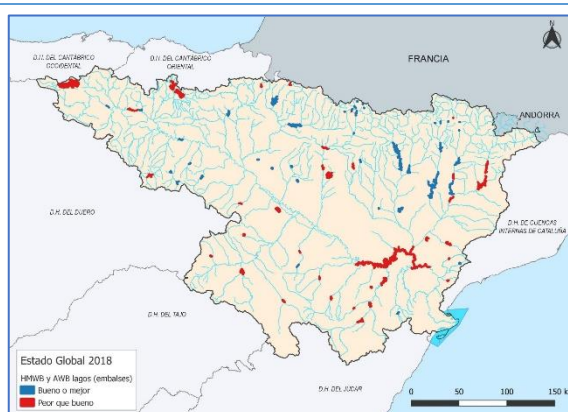 D.H. DEL CANTÁBRICO
OCCIDENTAL
D.H. DEL CANTÁBRICO
ORIENTAL
FRANCIA
N
ANDORRA
D.H. DEL DUERO
D.H. DE CUENCAS
INTERNAS DE CATALUÑA
D.H. DEL TAJO
D.H. DEL JÚCAR
Estado Global 2018
HMWB y AWB lagos (embalses)
Bueno o mejor
Peor que bueno
0 50 100 150 k